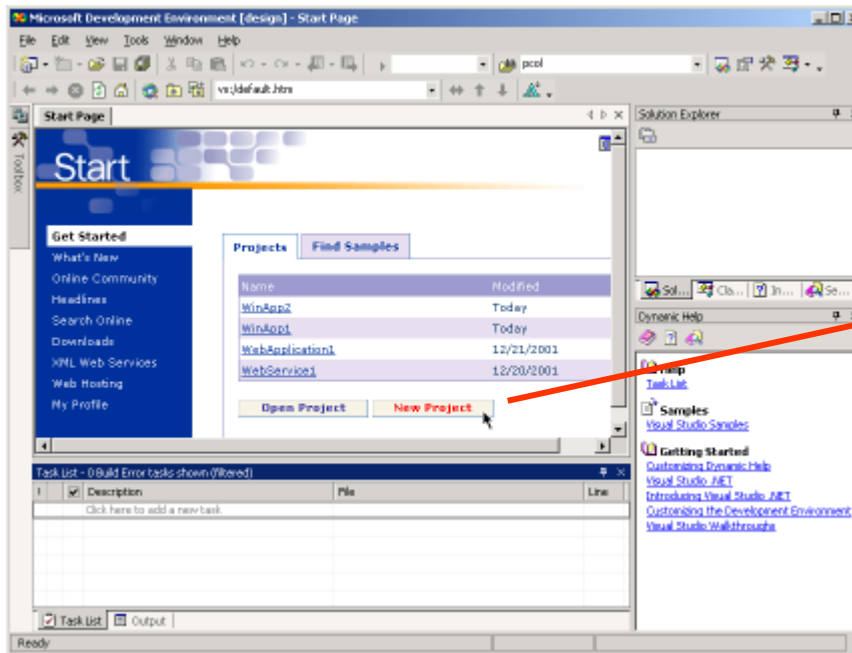 Microsoft Development Environment [design] - Start Page
File Edit View Tools Window Help
pcol
vs:/default.htm
Start Page
Toolbox
Start
Get Started
What's New
Online Community
Headlines
Search Online
Downloads
XML Web Services
Web Hosting
My Profile
Projects Find Samples
Name Modified
WinApp2 Today
WinApp1 Today
WebApplication1 12/21/2001
WebService1 12/20/2001
Open Project New Project
Solution Explorer
Sol... Cla... In... Se...
Dynamic Help
Help
Task List
Samples
Visual Studio Samples
Getting Started
Customizing Dynamic Help
Visual Studio .NET
Introducing Visual Studio .NET
Customizing the Development Environment
Visual Studio Walkthroughs
Task List - 0 Build Error tasks shown (filtered)
! Description File Line
Click here to add a new task
Task List Output
Ready